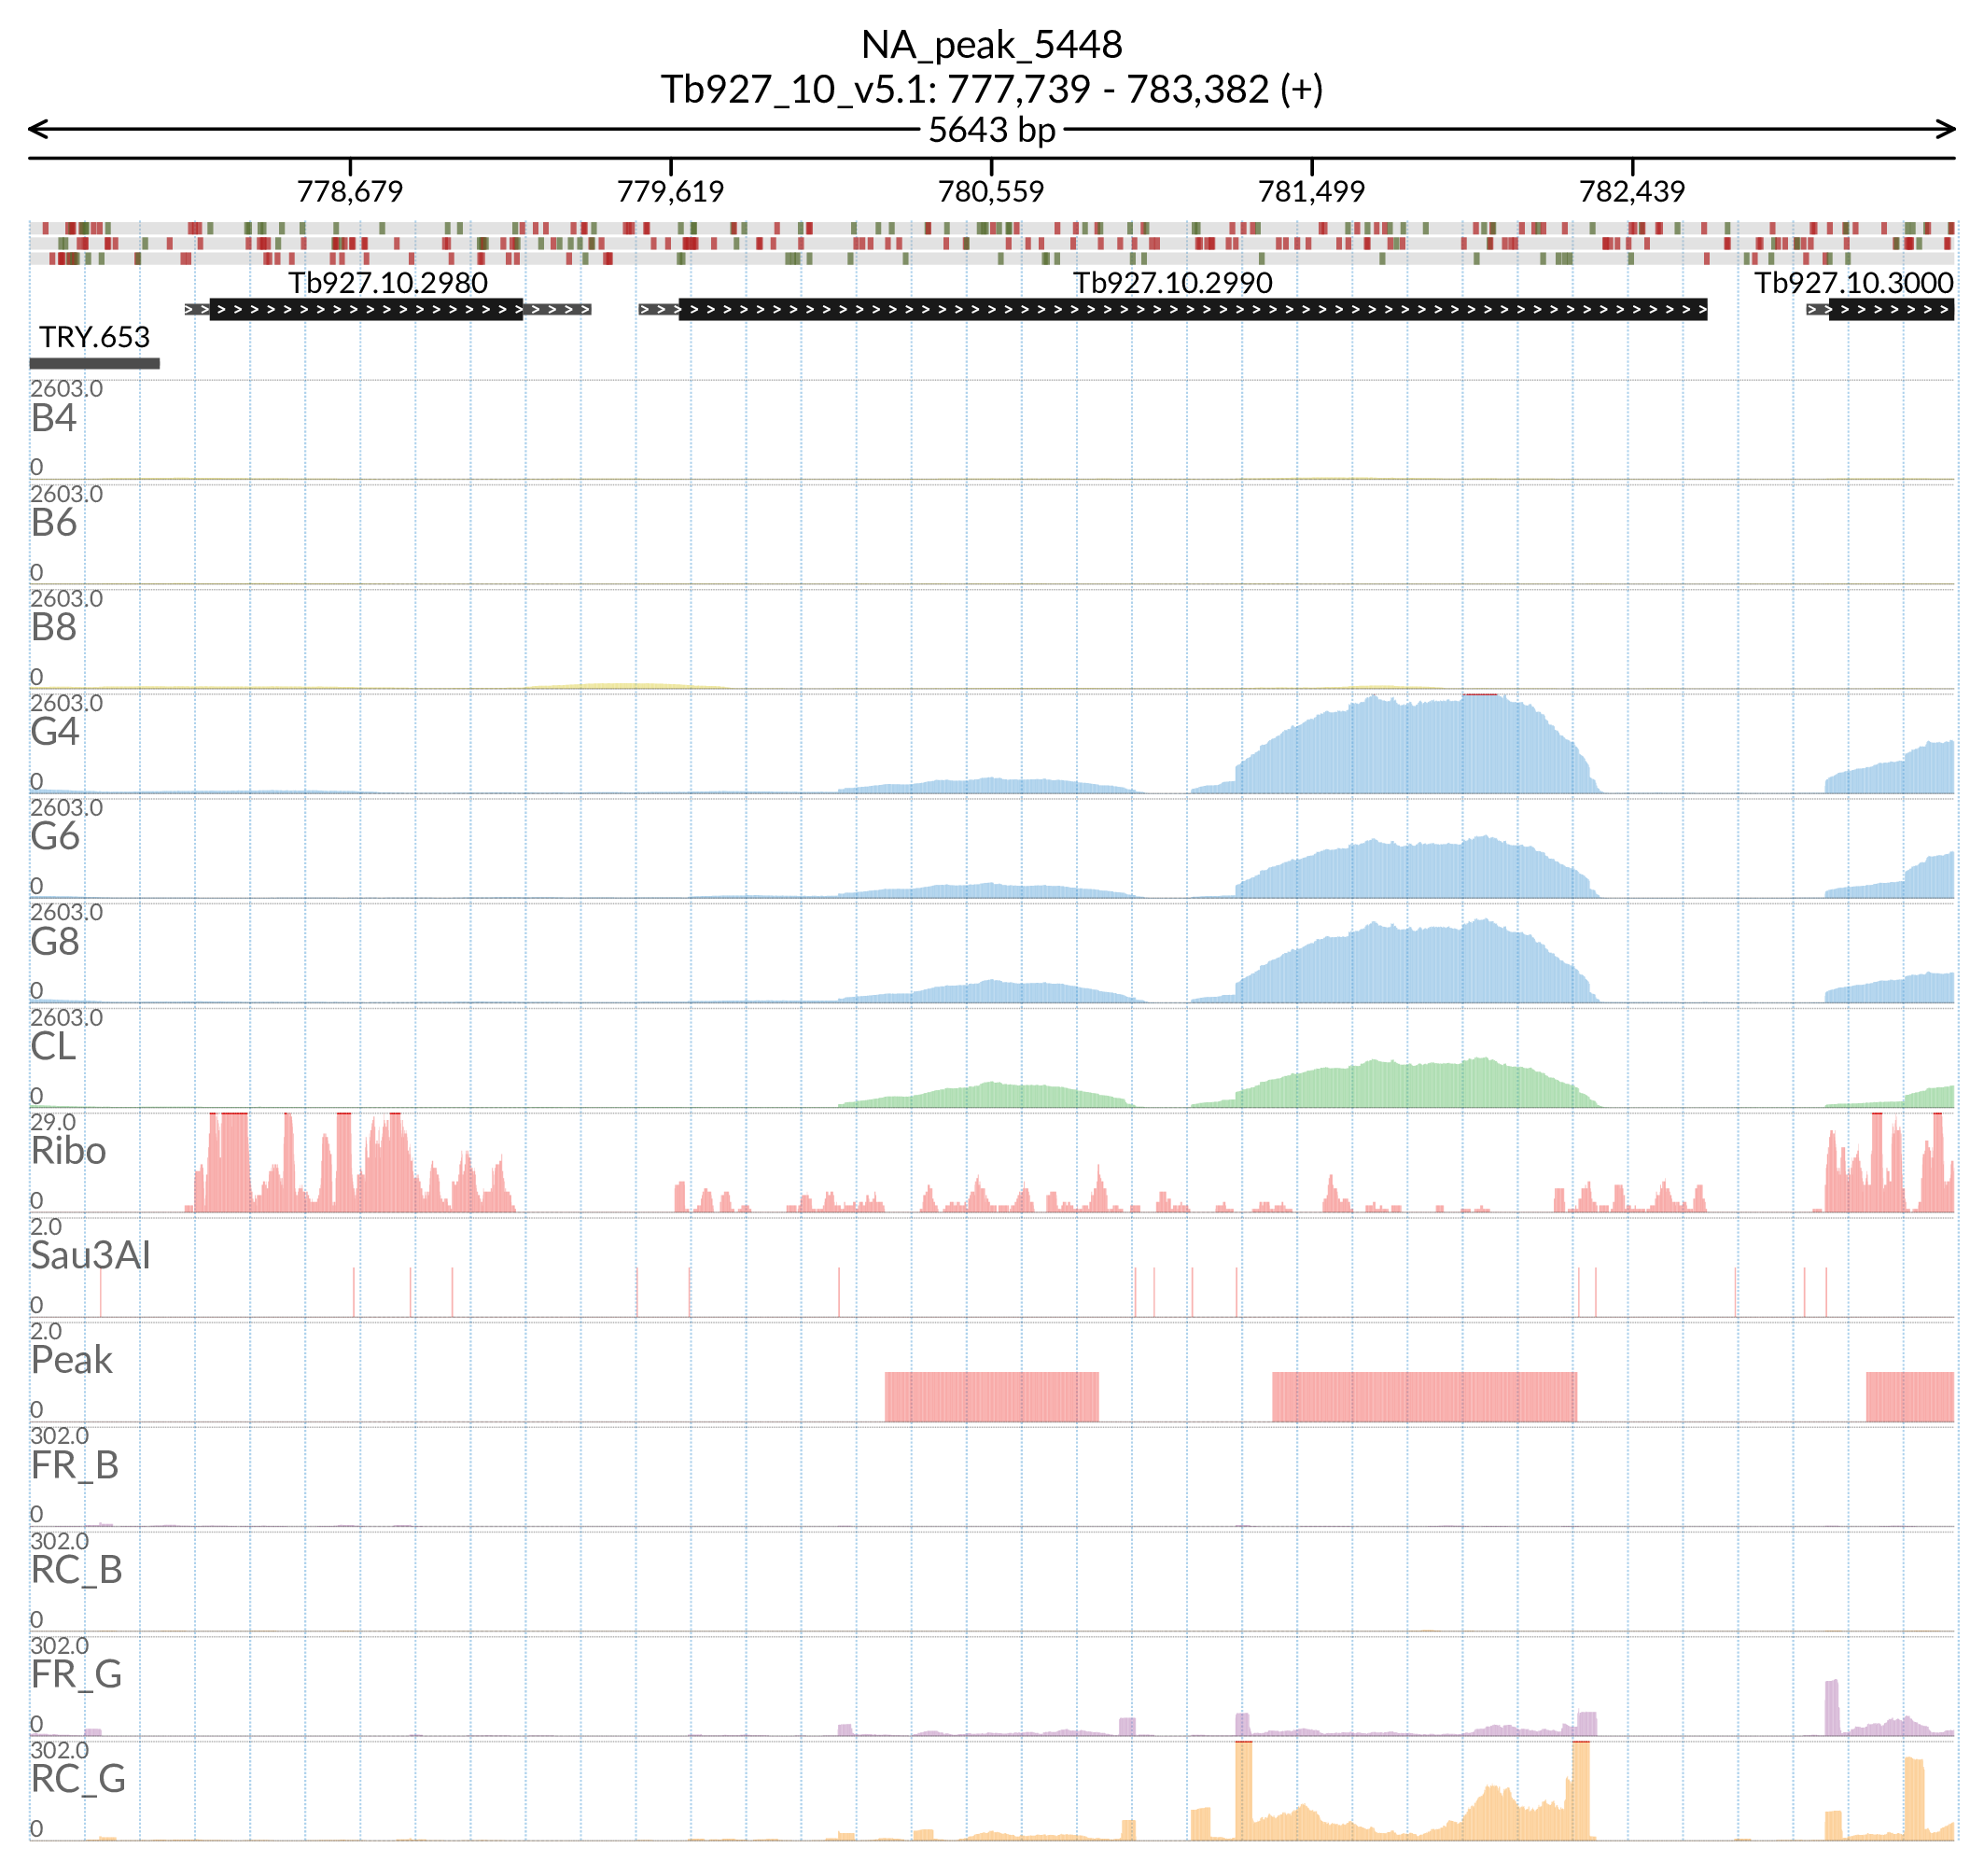 NA_peak_5448
Tb927_10_v5.1: 777,739 - 783,382 (+)
5643 bp
778,679 779,619 780,559 781,499 782,439
Tb927.10.2980 Tb927.10.2990 Tb927.10.3000
TRY.653
2603.0
B4
0
2603.0
B6
0
2603.0
B8
0
2603.0
G4
0
2603.0
G6
0
2603.0
G8
0
2603.0
CL
0
29.0
Ribo
0
2.0
Sau3AI
0
2.0
Peak
0
302.0
FR_B
0
302.0
RC_B
0
302.0
FR_G
0
302.0
RC_G
0